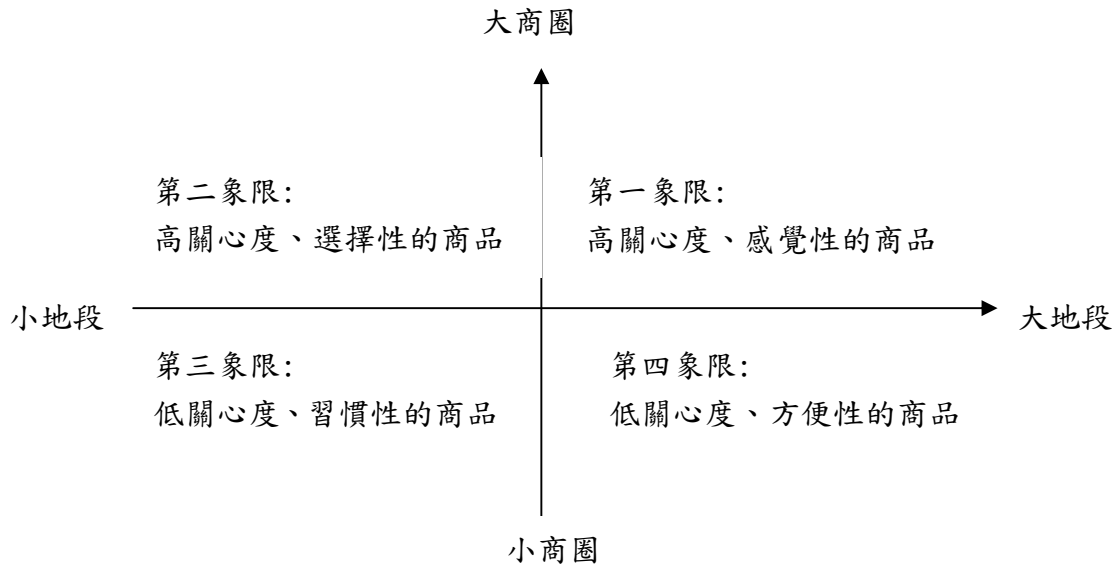 大商圈
第二象限:
高關心度、選擇性的商品
第一象限:
高關心度、感覺性的商品
小地段
大地段
第三象限:
低關心度、習慣性的商品
第四象限:
低關心度、方便性的商品
小商圈